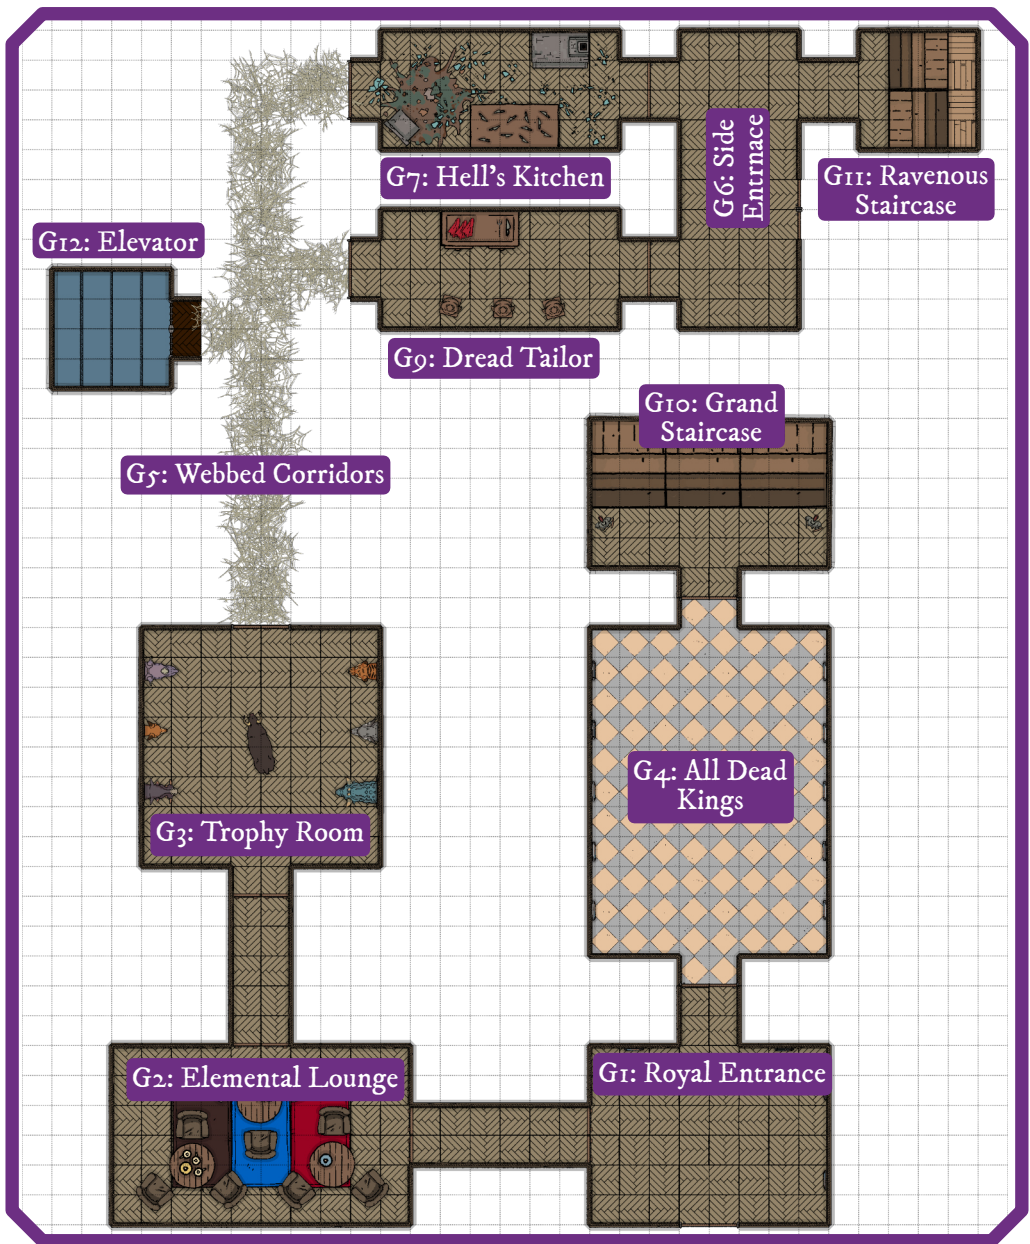 G7: Hell's Kitchen
G6: Side
Entrnace
G11: Ravenous
Staircase
G12: Elevator
G9: Dread Tailor
G10: Grand
Staircase
G5: Webbed Corridors
G4: All Dead
Kings
G3: Trophy Room
G2: Elemental Lounge
G1: Royal Entrance